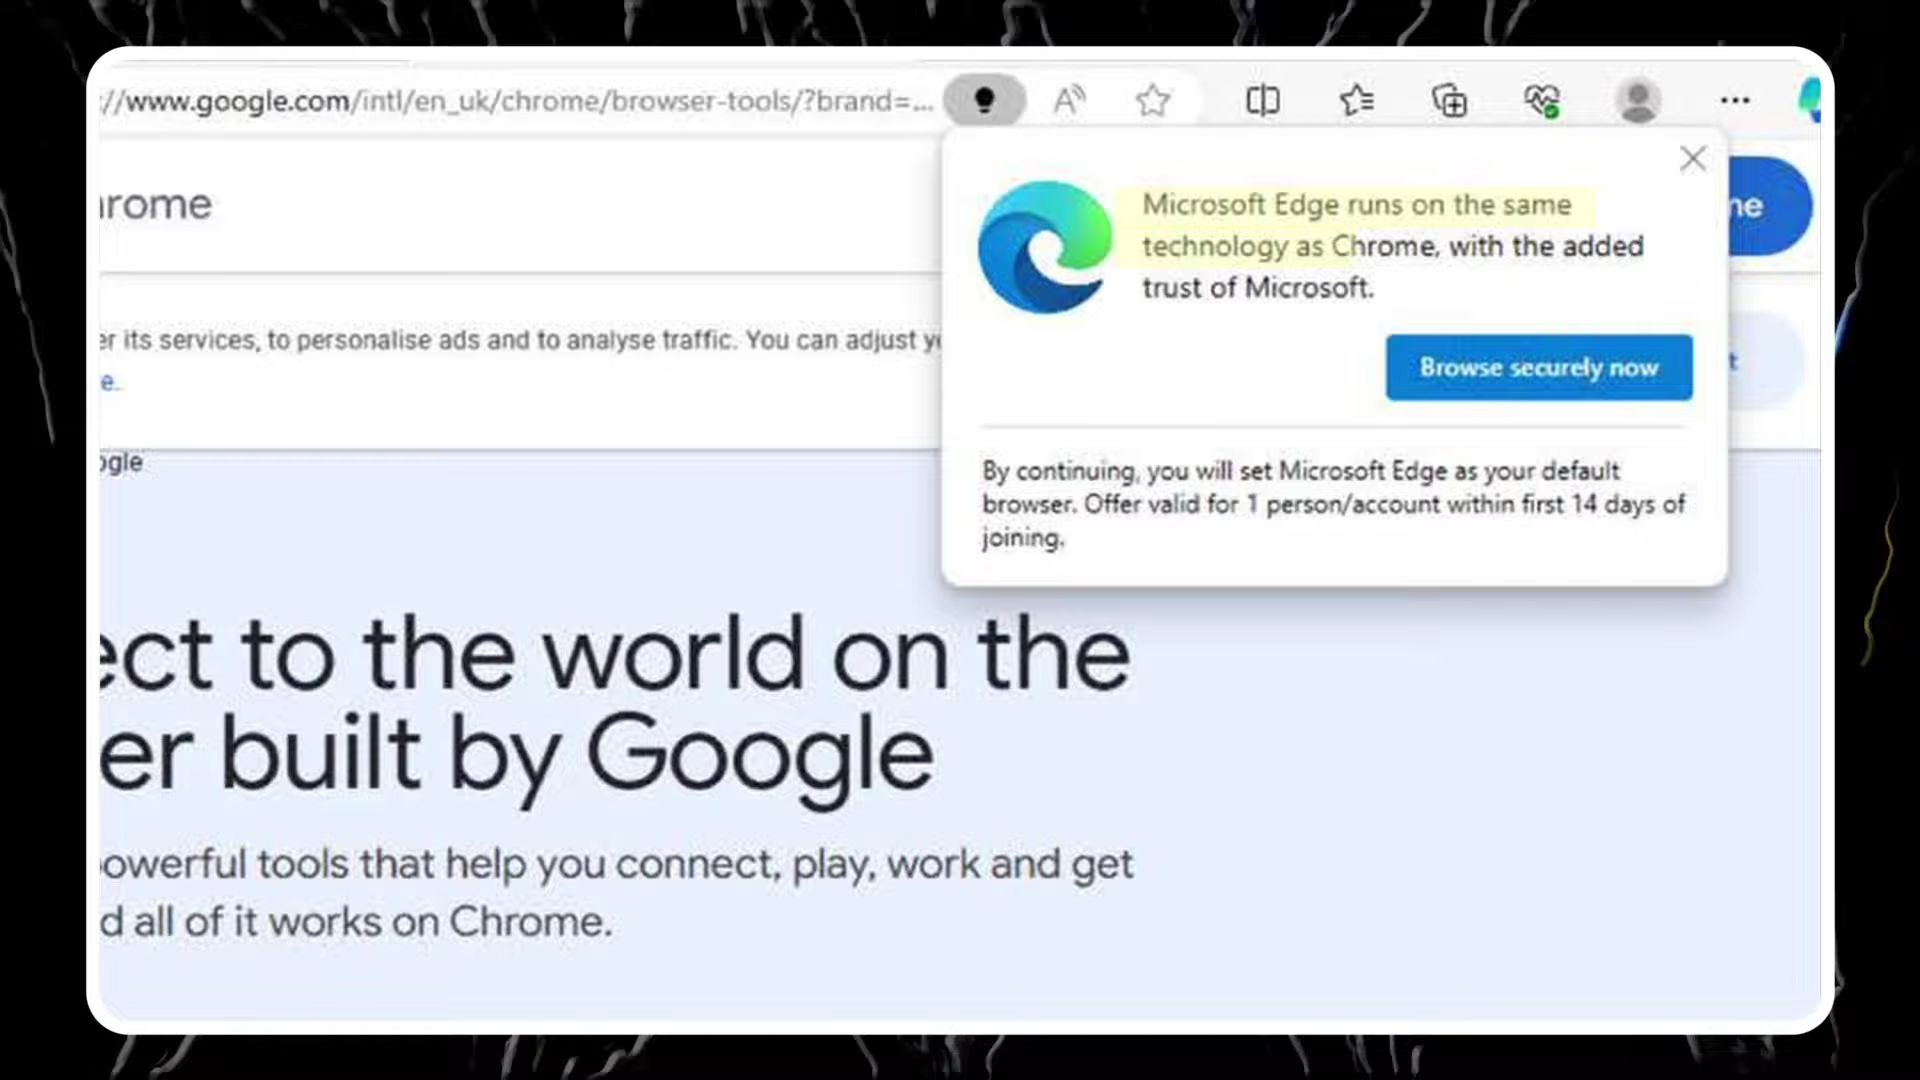 ://www.google.com/intl/en_uk/chrome/browser-tools/?brand=...
rome
Microsoft Edge runs on the same
technology as Chrome, with the added
trust of Microsoft.
Browse securely now
er its services, to personalise ads and to analyse traffic. You can adjust y
e.
ogle
By continuing, you will set Microsoft Edge as your default
browser. Offer valid for 1 person/account within first 14 days of
joining.
ect to the world on the
er built by Google
owerful tools that help you connect, play, work and get
d all of it works on Chrome.